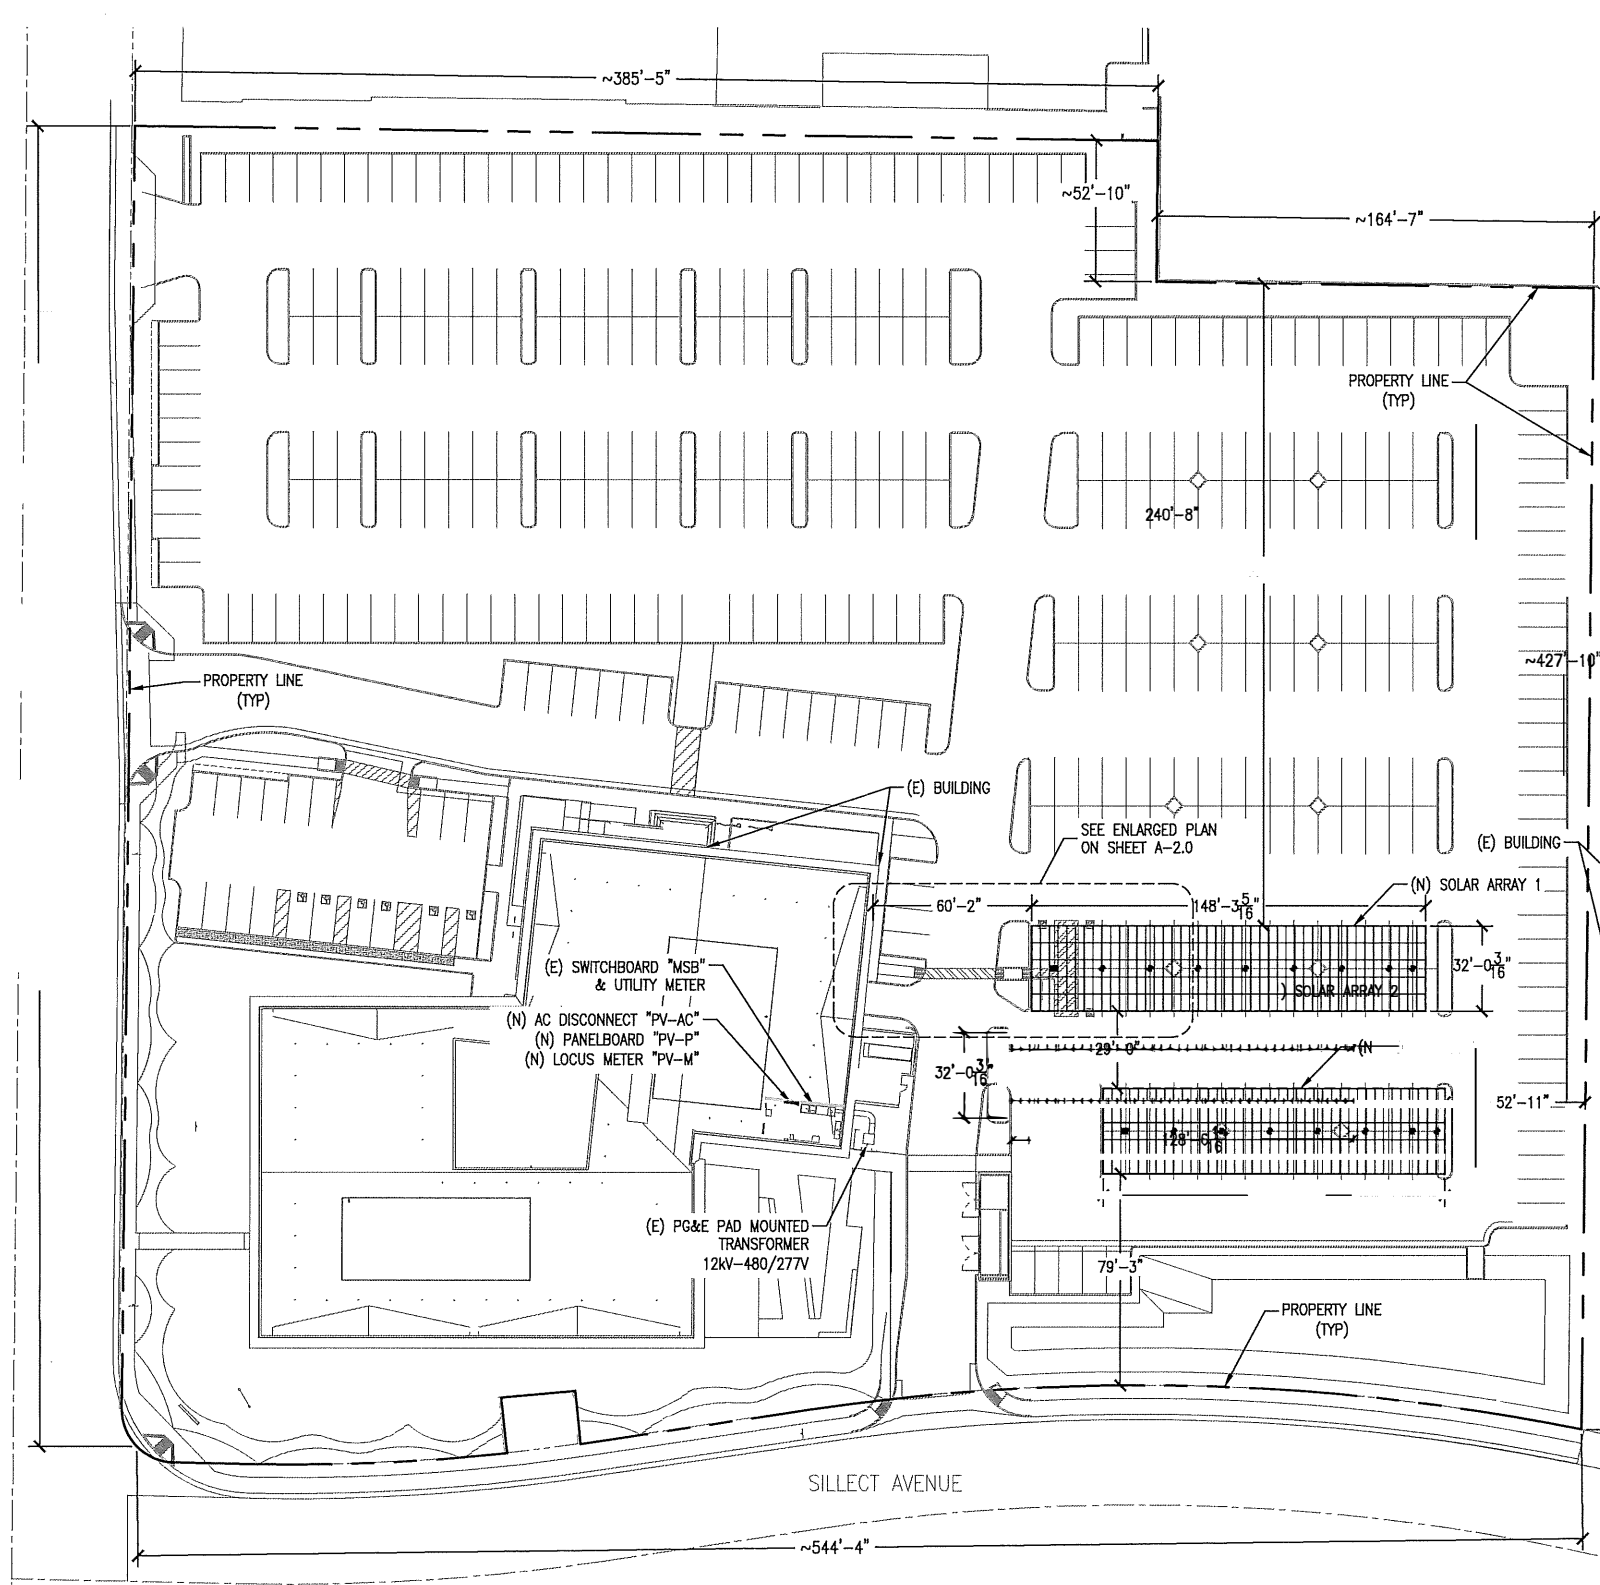 ~385'-5"
~52'-10"
~164'-7"
PROPERTY LINE
(TYP)
240'-8"
~427'-10"
PROPERTY LINE
(TYP)
(E) BUILDING
SEE ENLARGED PLAN
ON SHEET A-2.0
(E) BUILDING
(N) SOLAR ARRAY 1
60'-2"
148'-3 5/16"
32'-0 3/16"
) SOLAR ARRAY 2
(E) SWITCHBOARD "MSB"
& UTILITY METER
(N) AC DISCONNECT "PV-AC"
(N) PANELBOARD "PV-P"
(N) LOCUS METER "PV-M"
29'-0"
(N
32'-0 3/16"
52'-11"
(E) PG&E PAD MOUNTED
TRANSFORMER
12kV-480/277V
79'-3"
PROPERTY LINE
(TYP)
SILLECT AVENUE
~544'-4"